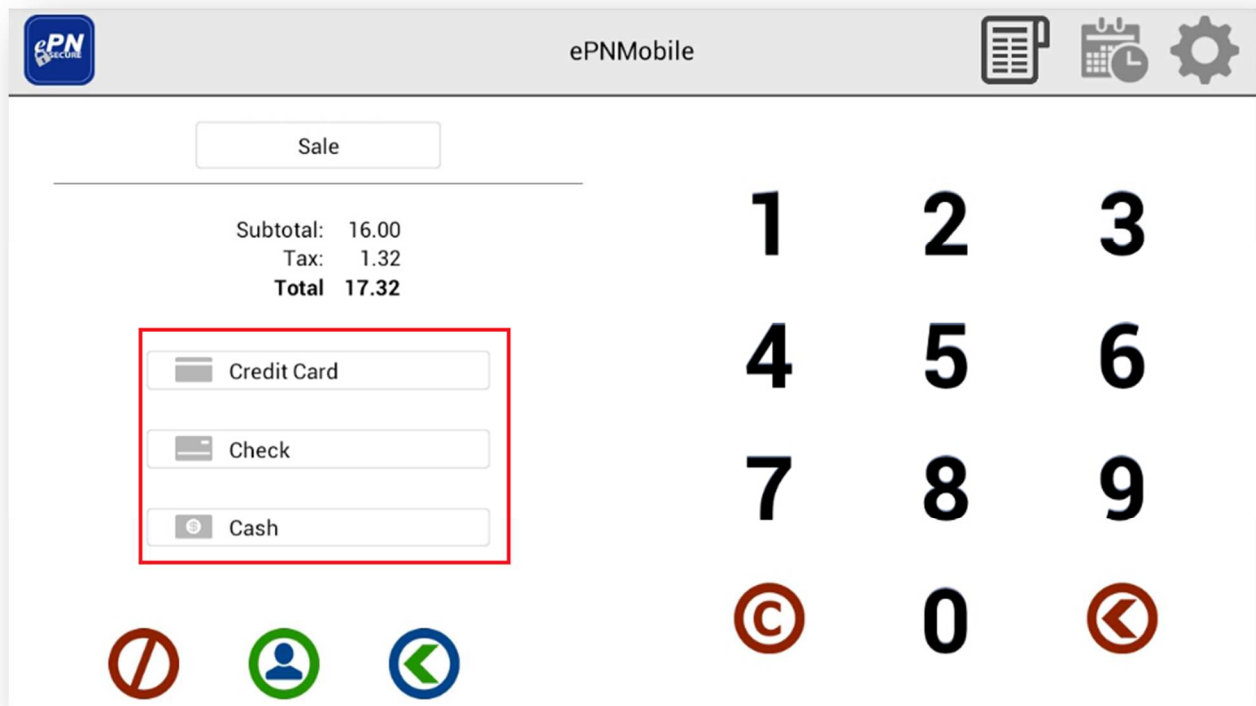 ePN
SECURE
ePNMobile
Sale
Subtotal: 16.00
Tax: 1.32
Total 17.32
Credit Card
Check
$ Cash
1 2 3
4 5 6
7 8 9
C 0